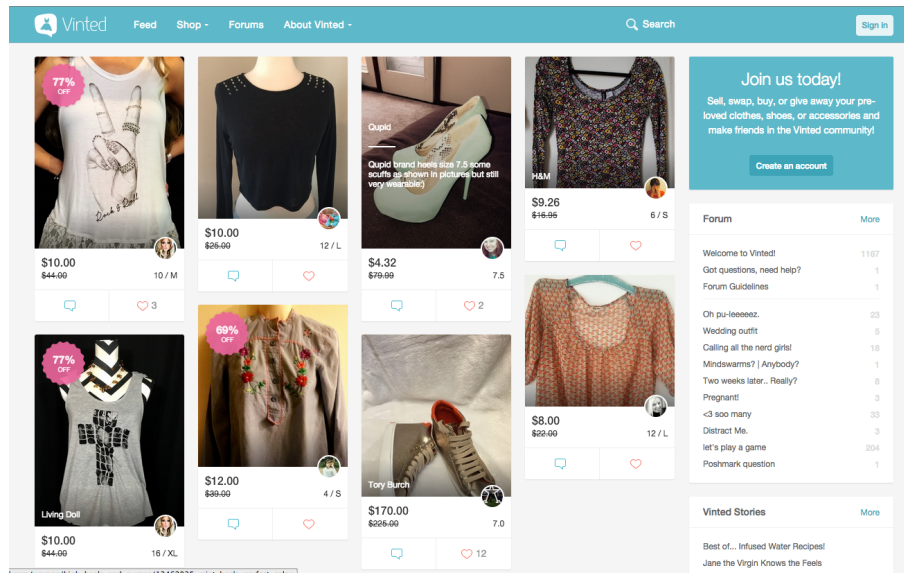 Vinted
Feed
Shop
Forums
About Vinted
Search
Sign in
77%
OFF
Rock & Roll!
$10.00
$44.00
10 / M
3
77%
OFF
Living Doll
$10.00
$44.00
16 / XL
$10.00
$25.00
12 / L
69%
OFF
$12.00
$39.00
4 / S
Qupid
Qupid brand heels size 7.5 some
scuffs as shown in pictures but still
very wearable!)
$4.32
$79.99
7.5
2
Tory Burch
$170.00
$225.00
7.0
12
H&M
$9.26
$16.95
6 / S
$8.00
$22.00
12 / L
Join us today!
Sell, swap, buy, or give away your pre-
loved clothes, shoes, or accessories and
make friends in the Vinted community!
Create an account
Forum
More
Welcome to Vinted! 1187
Got questions, need help? 1
Forum Guidelines 1
Oh pu-leeeeez. 23
Wedding outfit 5
Calling all the nerd girls! 18
Mindswarms? | Anybody? 1
Two weeks later.. Really? 8
Pregnant! 3
<3 soo many 33
Distract Me. 3
let's play a game 204
Poshmark question 1
Vinted Stories
More
Best of... Infused Water Recipes!
Jane the Virgin Knows the Feels